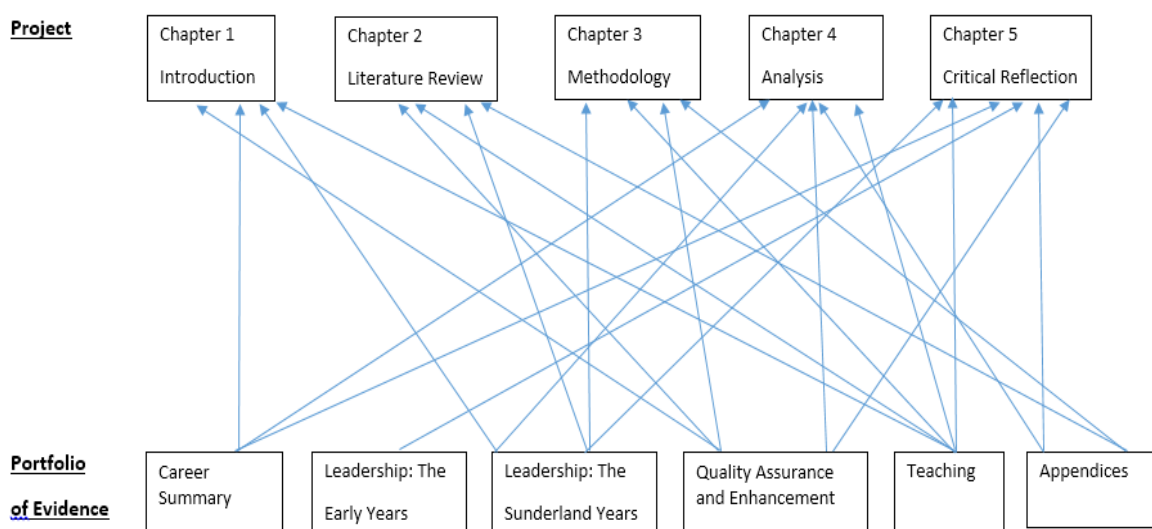 Project
Chapter 1
Introduction
Chapter 2
Literature Review
Chapter 3
Methodology
Chapter 4
Analysis
Chapter 5
Critical Reflection
Portfolio
of Evidence
Career
Summary
Leadership: The
Early Years
Leadership: The
Sunderland Years
Quality Assurance
and Enhancement
Teaching
Appendices